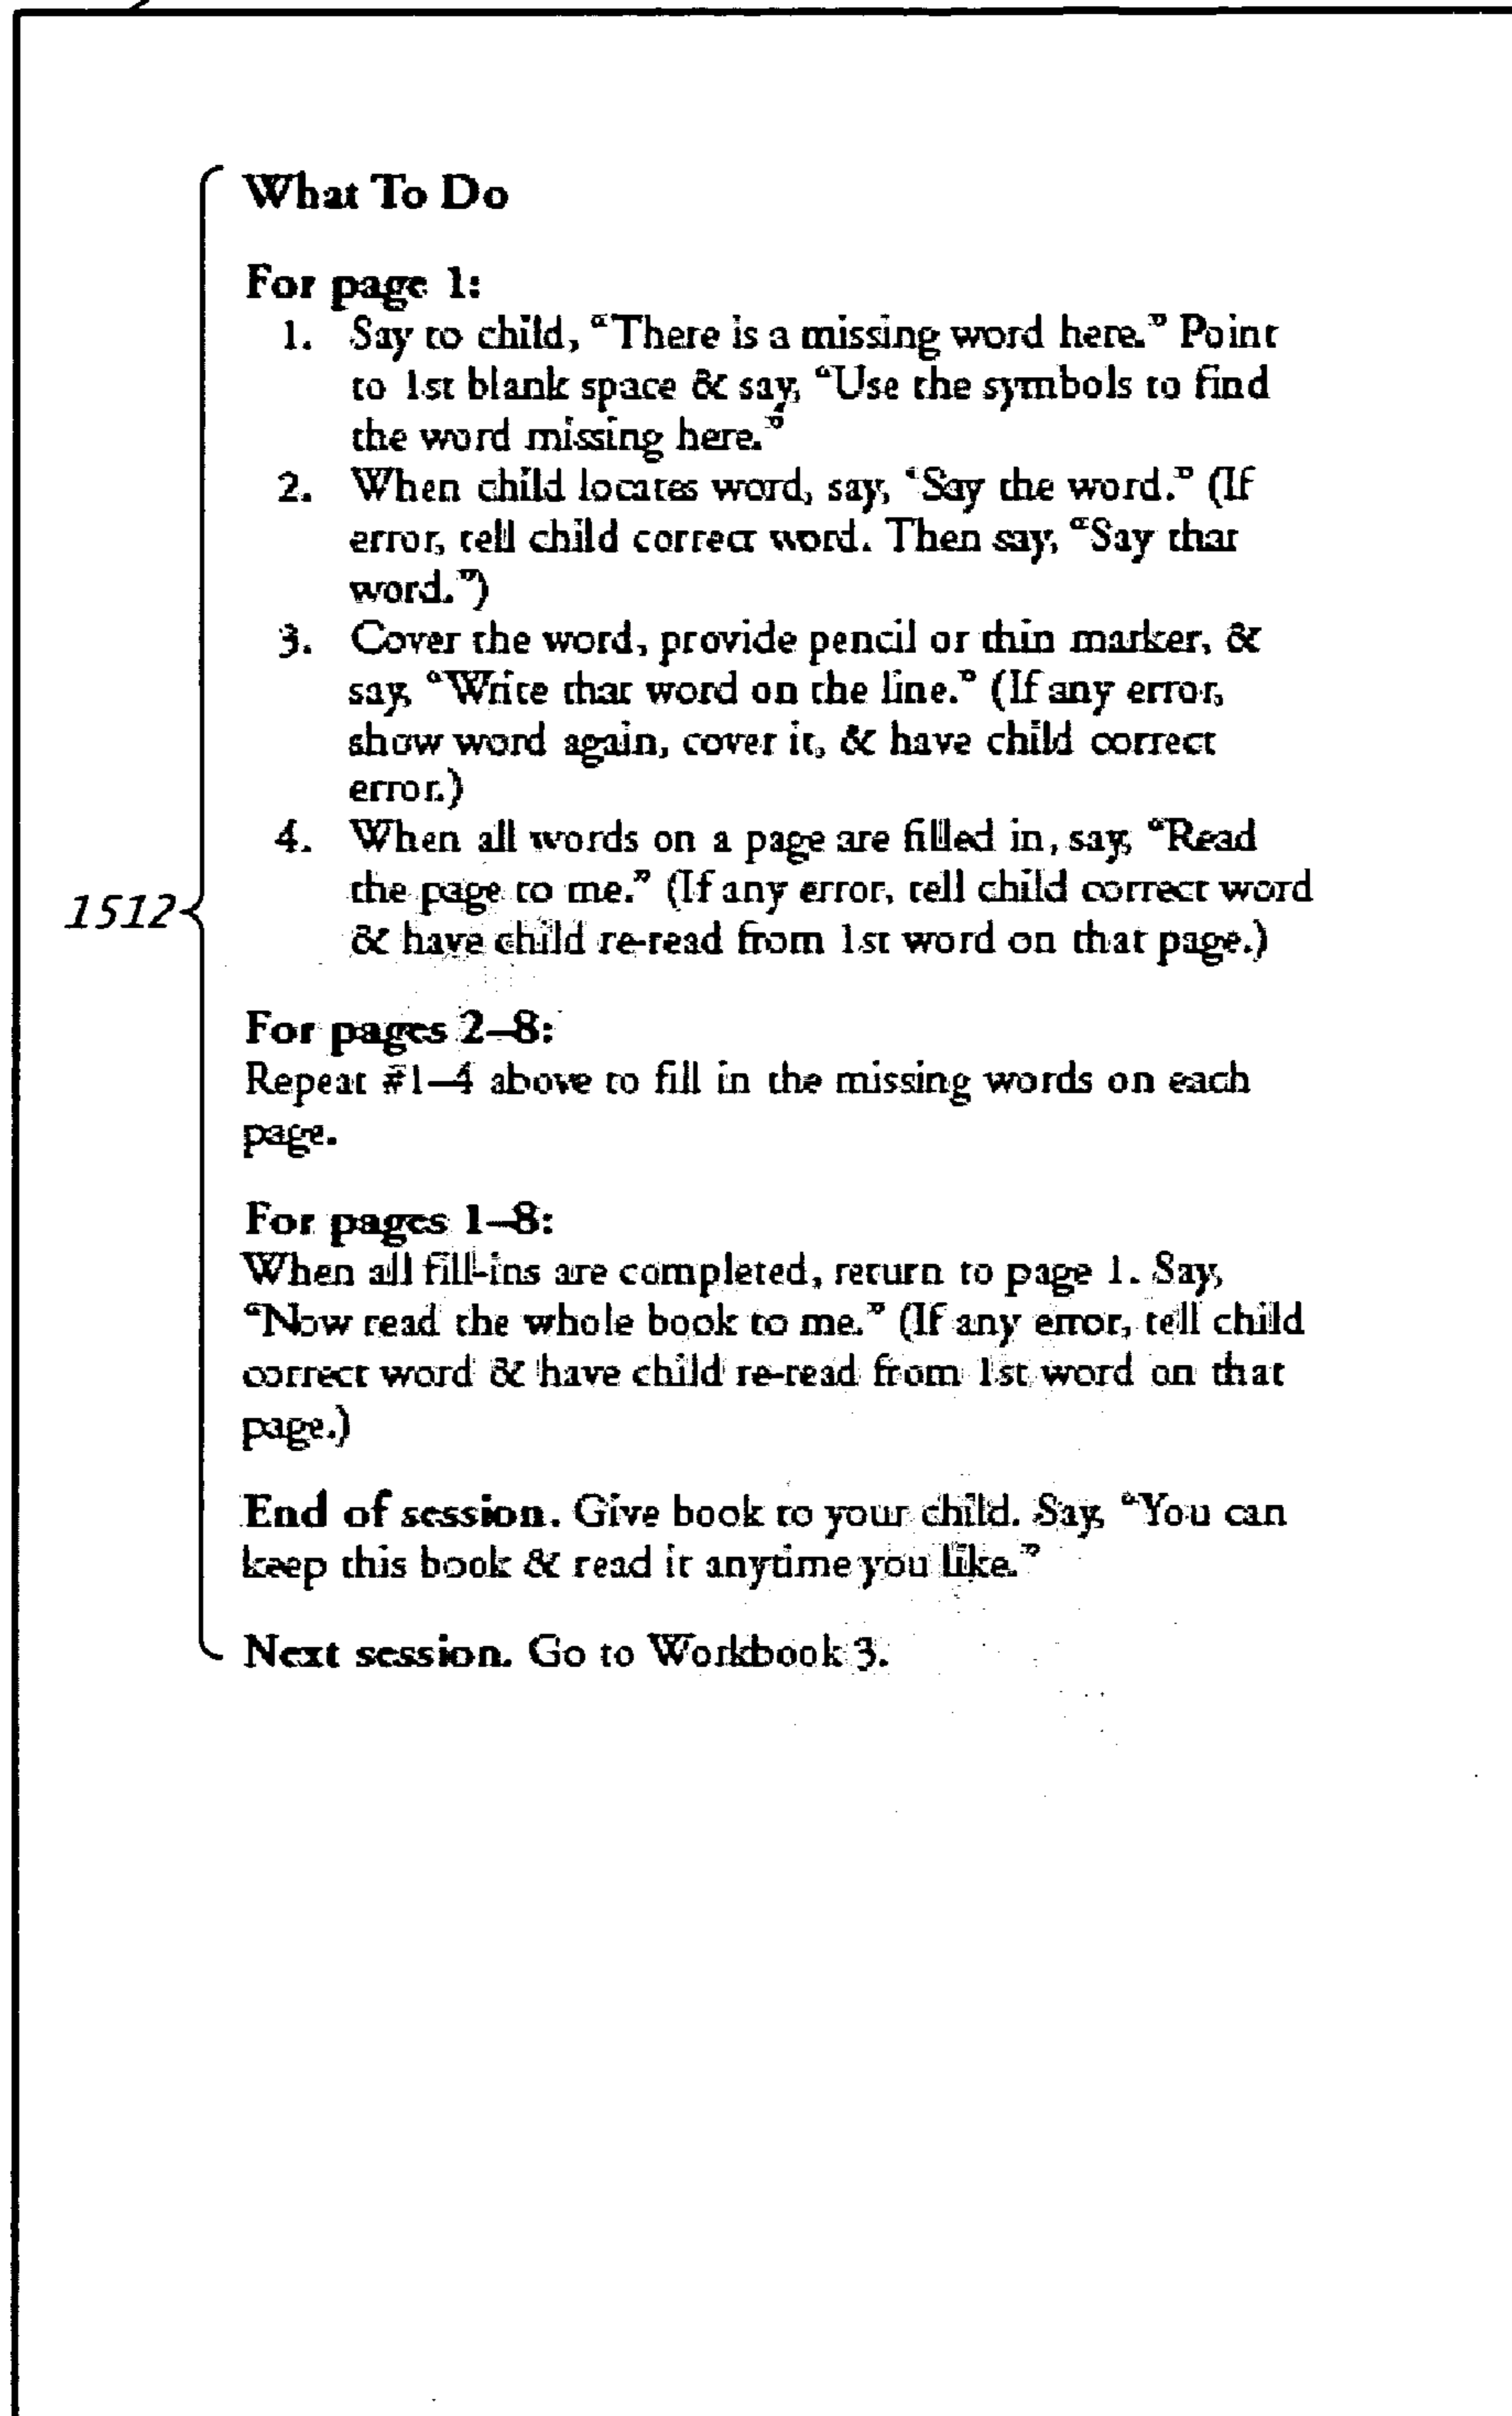 What To Do
For page 1:
1. Say to child, “There is a missing word here.” Point
to 1st blank space & say, “Use the symbols to find
the word missing here.”
2. When child locates word, say, “Say the word.” (If
error, tell child correct word. Then say, “Say that
word.”)
3. Cover the word, provide pencil or thin marker, &
say, “Write that word on the line.” (If any error,
show word again, cover it, & have child correct
error.)
4. When all words on a page are filled in, say, “Read
the page to me.” (If any error, tell child correct word
& have child re-read from 1st word on that page.)
1512
For pages 2–8:
Repeat #1–4 above to fill in the missing words on each
page.
For pages 1–8:
When all fill-ins are completed, return to page 1. Say,
“Now read the whole book to me.” (If any error, tell child
correct word & have child re-read from 1st word on that
page.)
End of session. Give book to your child. Say, “You can
keep this book & read it anytime you like.”
Next session. Go to Workbook 3.